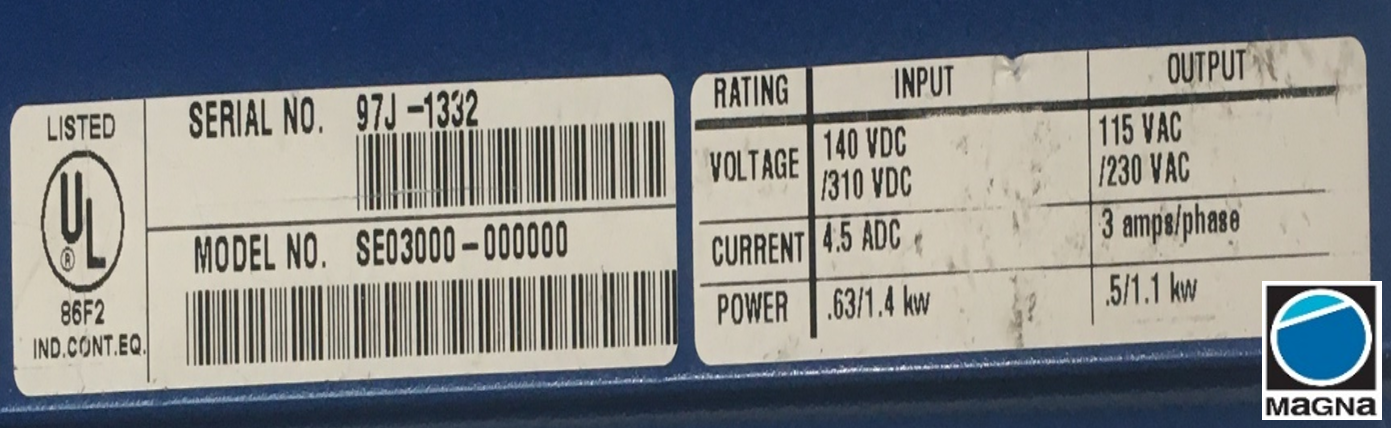 LISTED
UL
®
86F2
IND.CONT.EQ.
SERIAL NO. 97J-1332
MODEL NO. SE03000-000000
RATING INPUT OUTPUT
VOLTAGE 140 VDC 115 VAC
/310 VDC /230 VAC
CURRENT 4.5 ADC 3 amps/phase
POWER .63/1.4 kw .5/1.1 kw
MAGNA